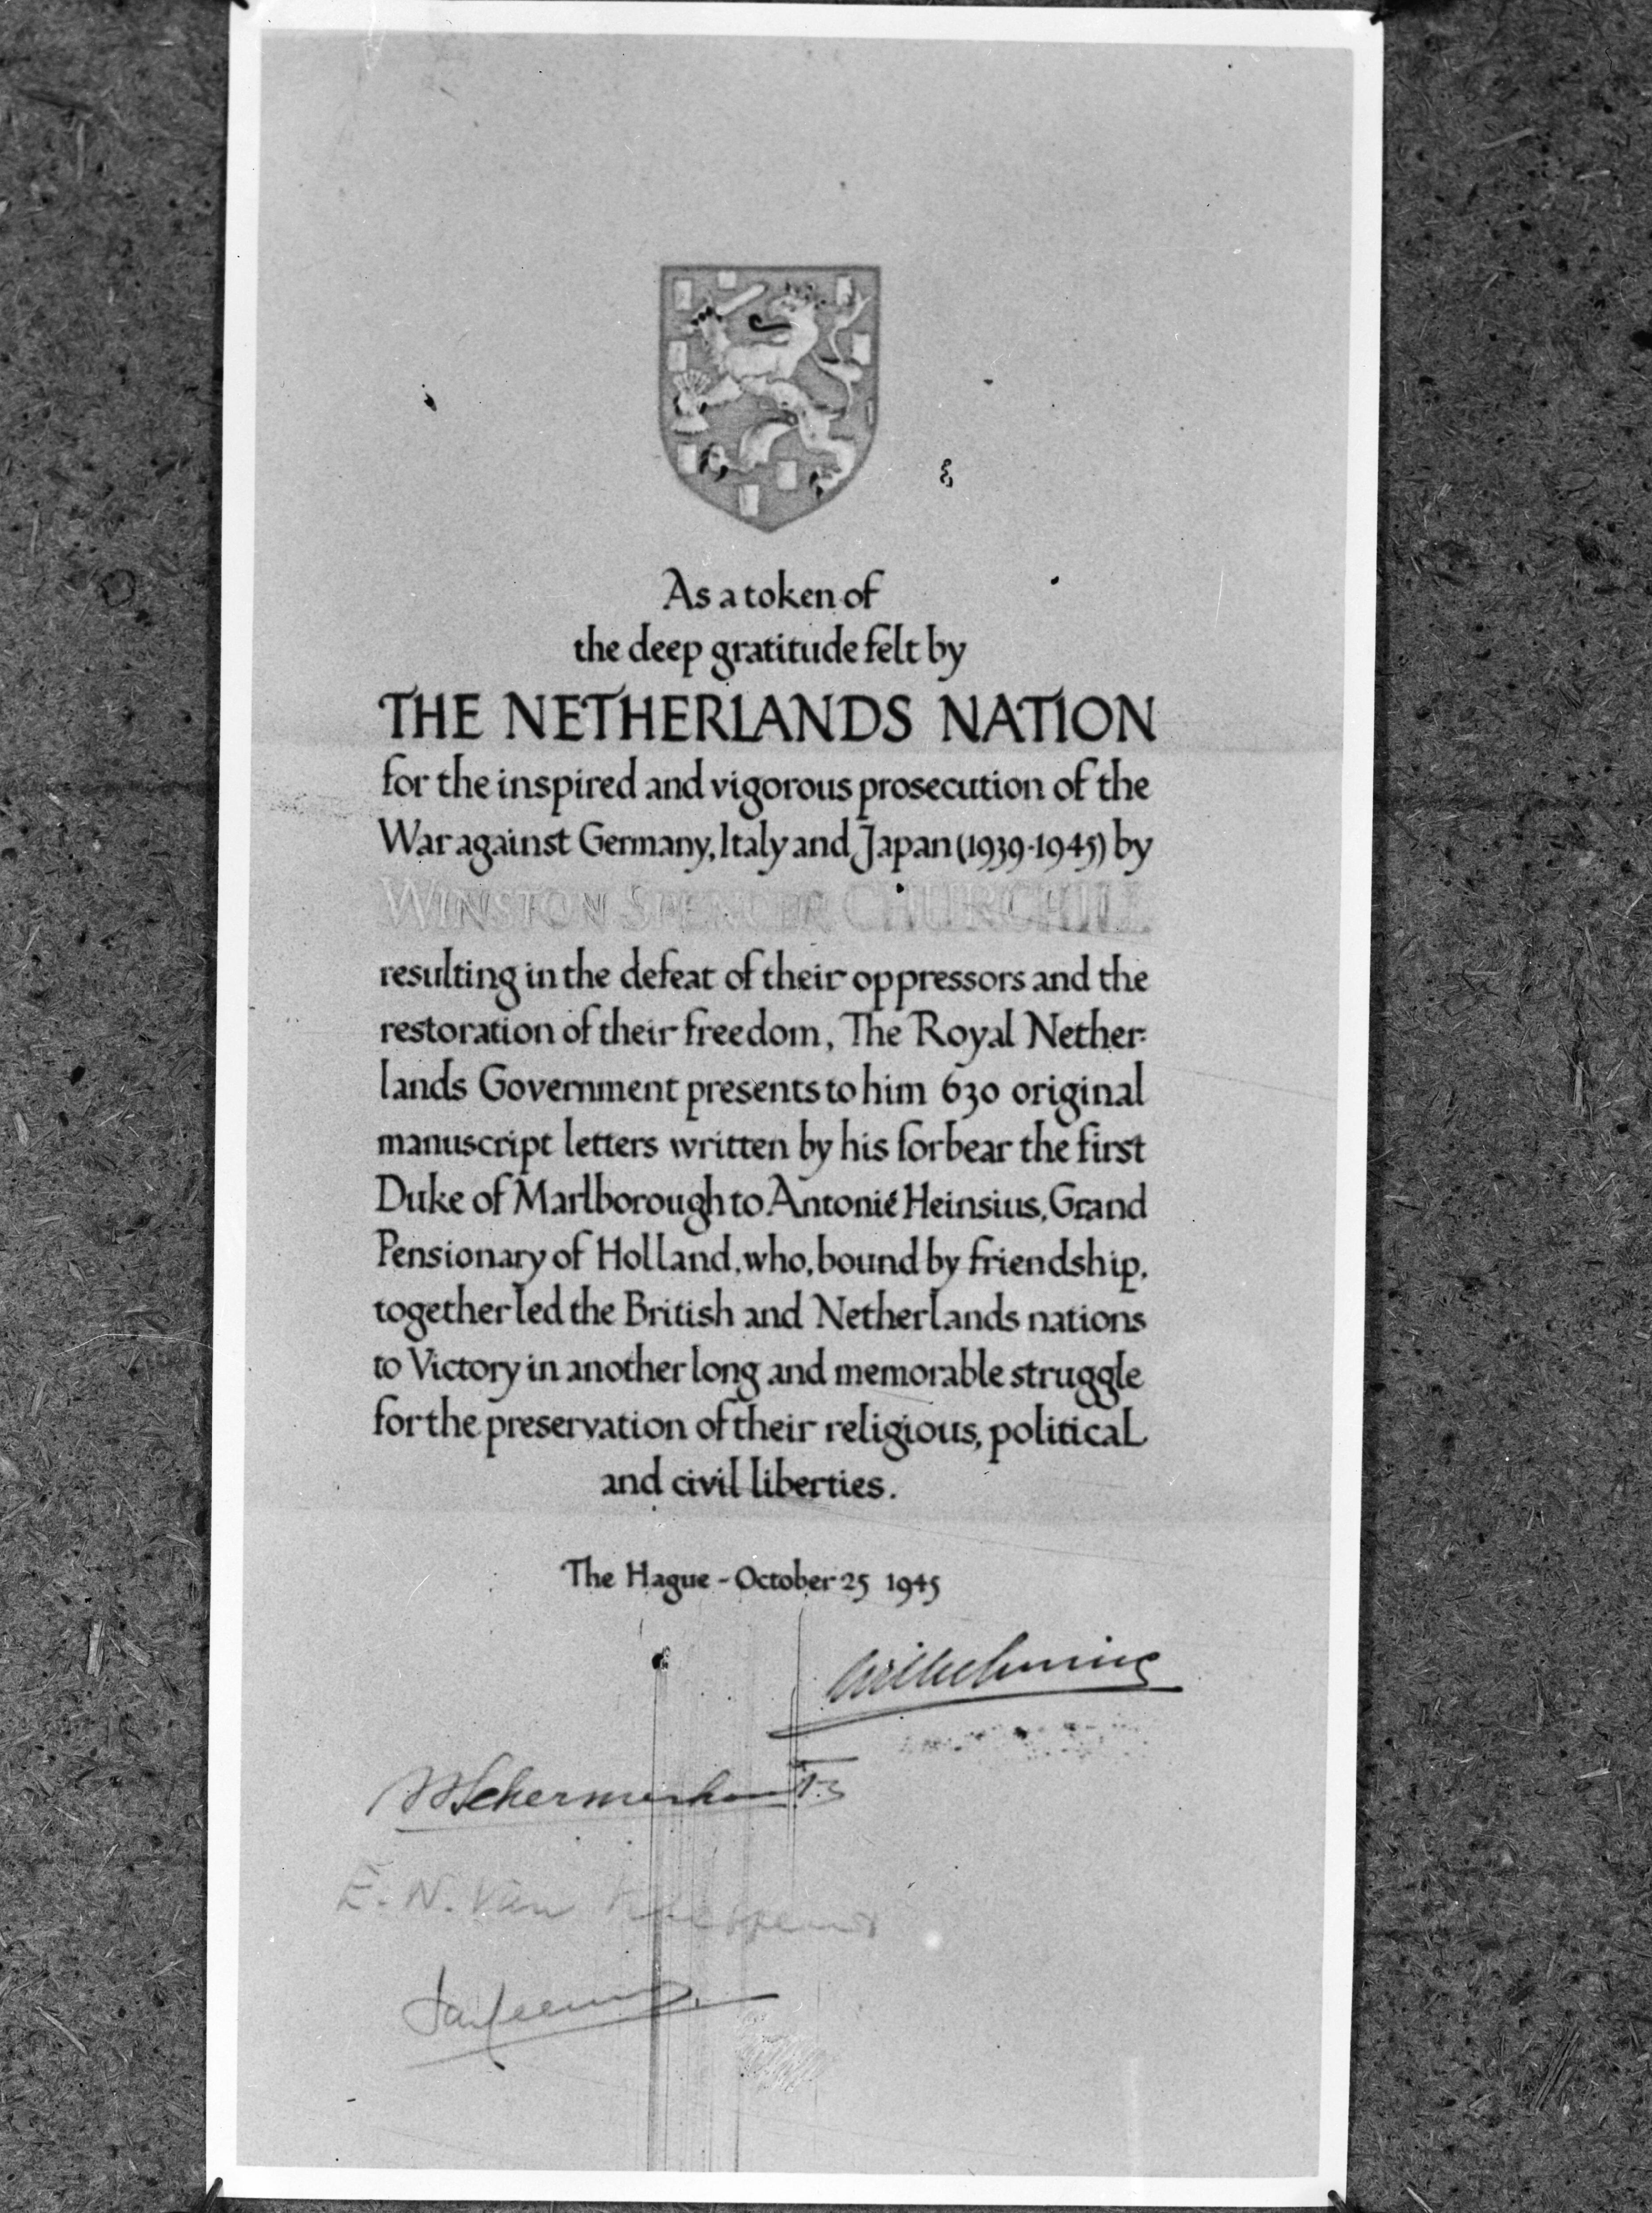 As a token of
the deep gratitude felt by
THE NETHERLANDS NATION
for the inspired and vigorous prosecution of the
War against Germany, Italy and Japan (1939-1945) by
WINSTON SPENCER CHURCHILL
resulting in the defeat of their oppressors and the
restoration of their freedom, The Royal Nether-
lands Government presents to him 630 original
manuscript letters written by his forbear the first
Duke of Marlborough to Antonie Heinsius, Grand
Pensionary of Holland, who, bound by friendship,
together led the British and Netherlands nations
to Victory in another long and memorable struggle
for the preservation of their religious, political
and civil liberties.
The Hague - October 25 1945
Wilhelmina
Schermerhorn
E. N. van Kleffens